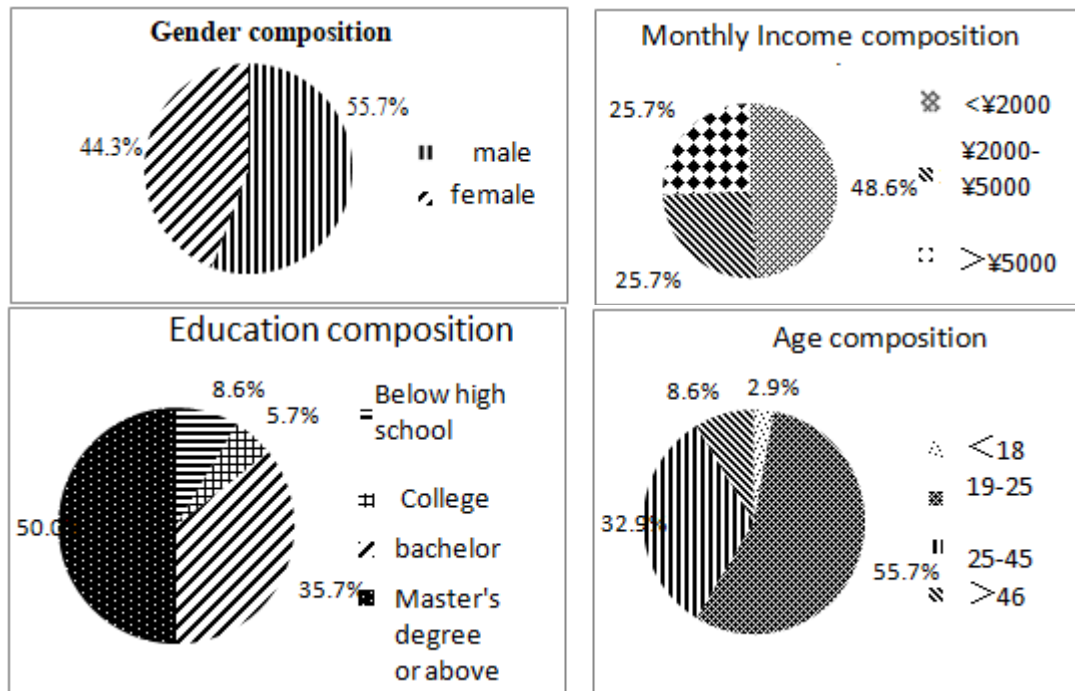 Gender composition
55.7%
44.3%
male
female
Monthly Income composition
25.7%
<¥2000
¥2000-
¥5000
48.6%
>¥5000
25.7%
Education composition
8.6%
5.7%
Below high
school
College
50.0%
bachelor
35.7%
Master's
degree
or above
Age composition
8.6%
2.9%
<18
19-25
32.9%
25-45
55.7%
>46